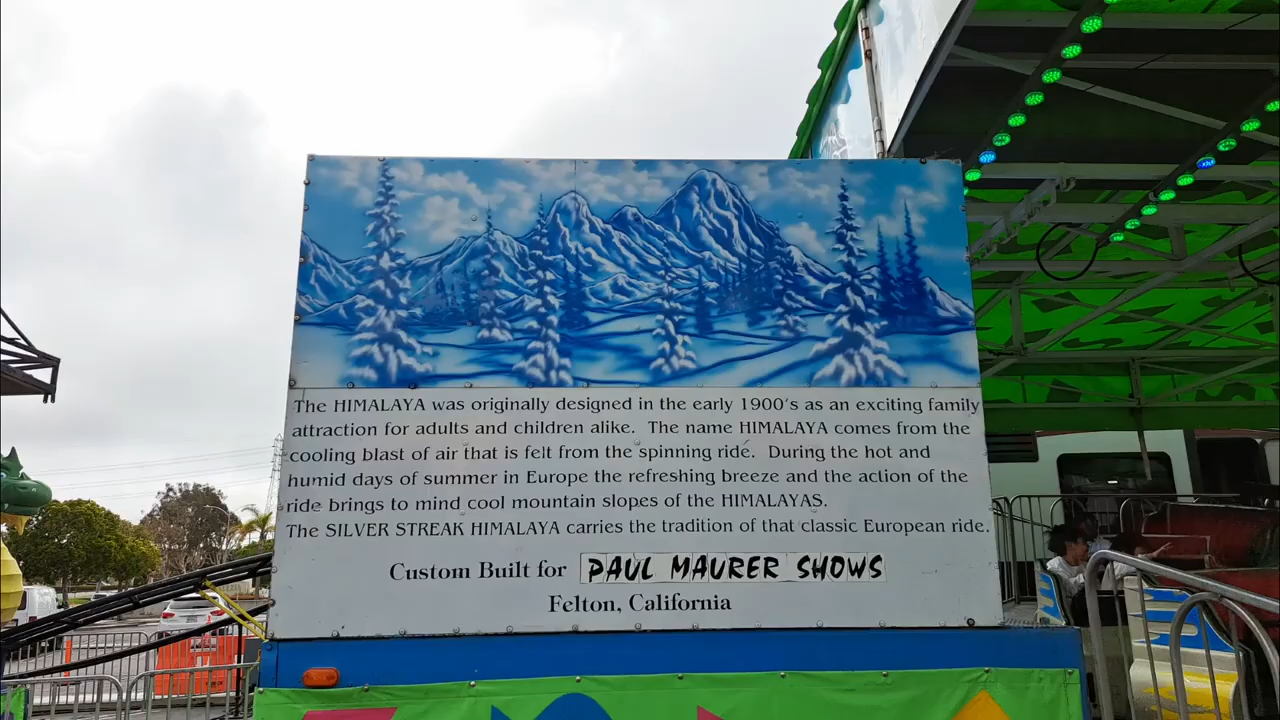 The HIMALAYA was originally designed in the early 1900's as an exciting family
attraction for adults and children alike. The name HIMALAYA comes from the
cooling blast of air that is felt from the spinning ride. During the hot and
humid days of summer in Europe the refreshing breeze and the action of the
ride brings to mind cool mountain slopes of the HIMALAYAS.
The SILVER STREAK HIMALAYA carries the tradition of that classic European ride.
Custom Built for PAUL MAURER SHOWS
Felton, California